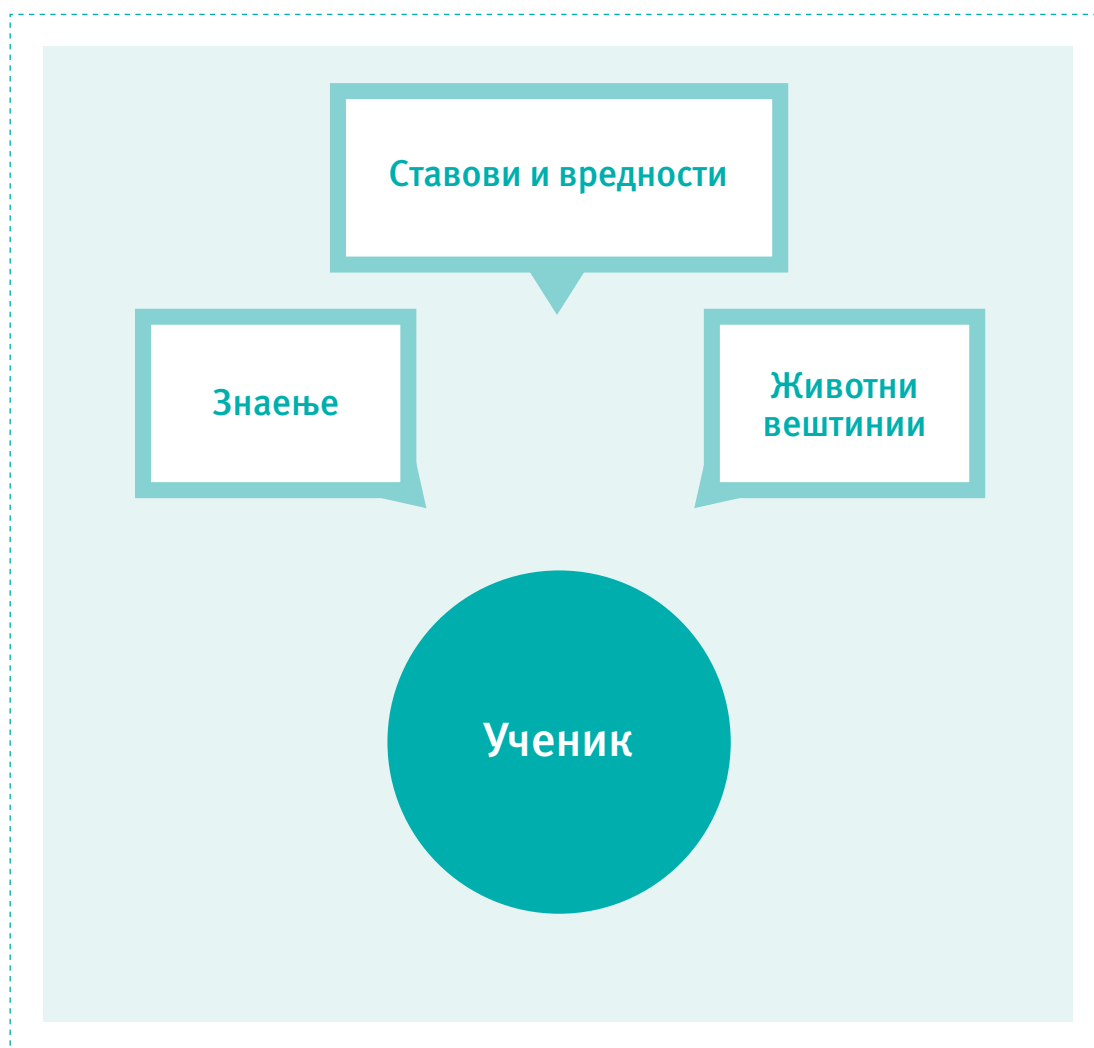 Ставови и вредности
Знаење
Животни
вештинии
Ученик